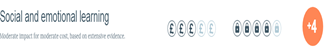 Social and emotional learning
Moderate impact for moderate cost, based on extensive evidence.
£ £ £ £ £
+4